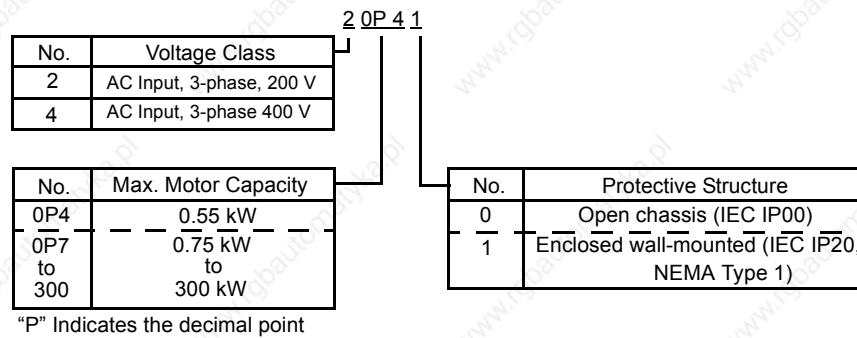 2 0P 4 1
No. Voltage Class
2 AC Input, 3-phase, 200 V
4 AC Input, 3-phase 400 V
No. Max. Motor Capacity
0P4 0.55 kW
0P7 0.75 kW
to to
300 300 kW
"P" Indicates the decimal point
No. Protective Structure
0 Open chassis (IEC IP00)
1 Enclosed wall-mounted (IEC IP20,
NEMA Type 1)
www.rgbautomatyka.pl